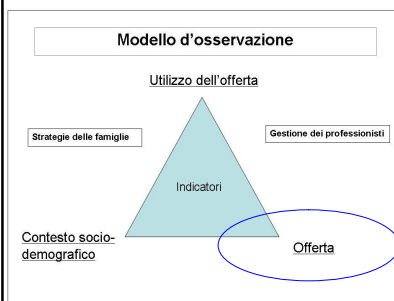 Modello d'osservazione
Utilizzo dell'offerta
Strategie delle famiglie
Gestione dei professionisti
Indicatori
Contesto socio-
demografico
Offerta